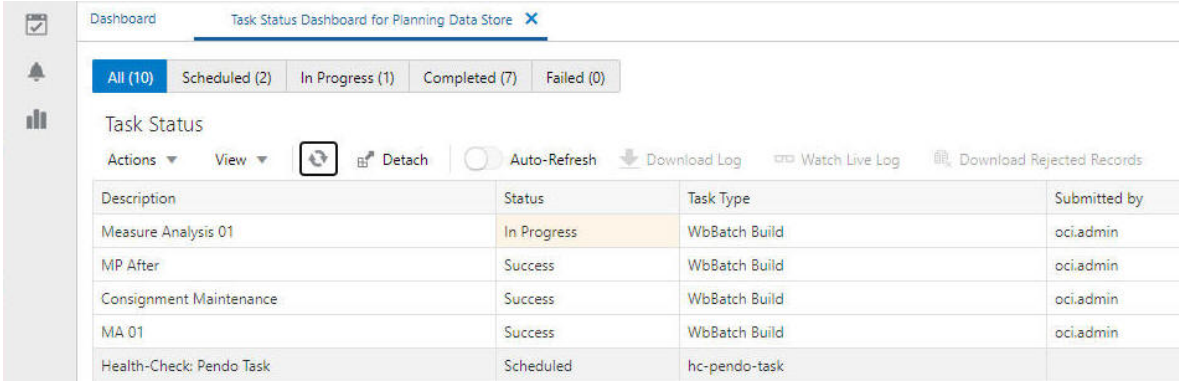 Dashboard Task Status Dashboard for Planning Data Store X
All (10) Scheduled (2) In Progress (1) Completed (7) Failed (0)
Task Status
Actions View Detach Auto-Refresh Download Log Watch Live Log Download Rejected Records
Description Status Task Type Submitted by
Measure Analysis 01 In Progress WbBatch Build oci.admin
MP After Success WbBatch Build oci.admin
Consignment Maintenance Success WbBatch Build oci.admin
MA 01 Success WbBatch Build oci.admin
Health-Check: Pendo Task Scheduled hc-pendo-task